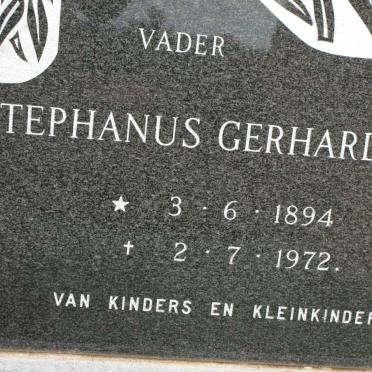 VADER
TEPHANUS GERHARD
★ 3 · 6 · 1894
† 2 · 7 · 1972.
VAN KINDERS EN KLEINKINDER